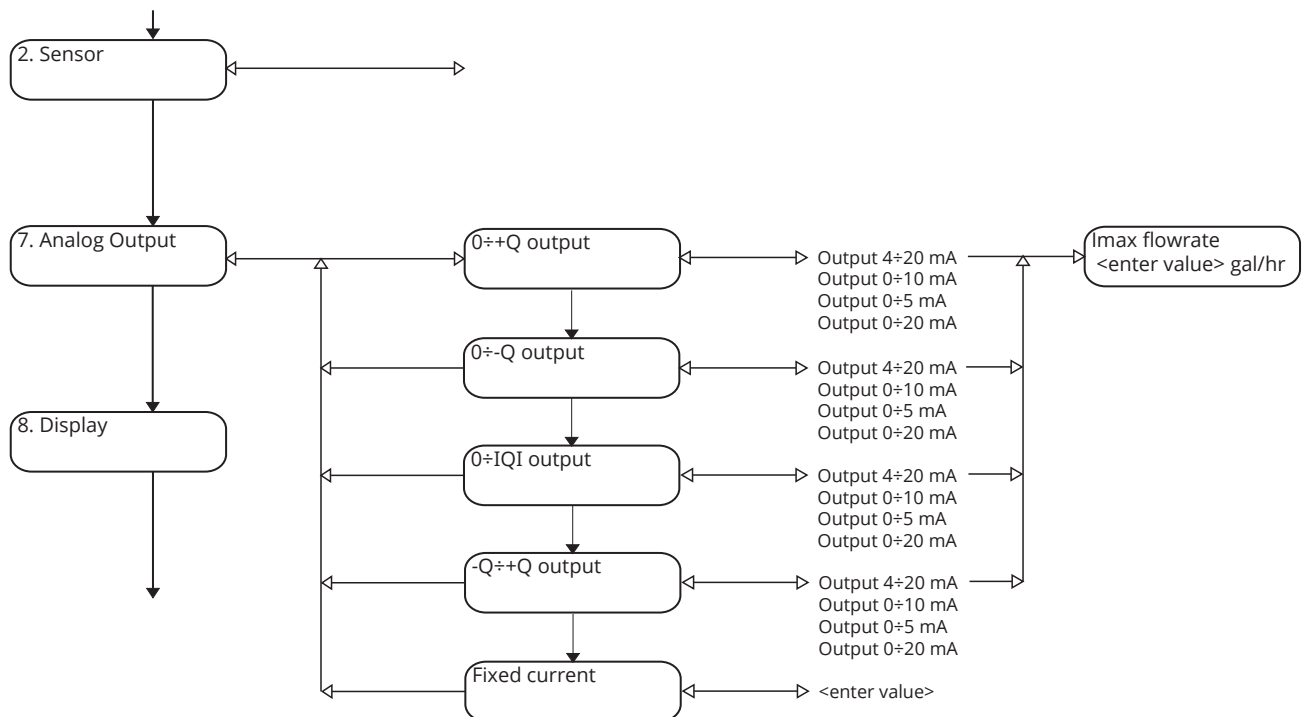 2. Sensor
7. Analog Output
8. Display
0÷+Q output
Output 4÷20 mA
Output 0÷10 mA
Output 0÷5 mA
Output 0÷20 mA
Imax flowrate
<enter value> gal/hr
0÷-Q output
Output 4÷20 mA
Output 0÷10 mA
Output 0÷5 mA
Output 0÷20 mA
0÷IQI output
Output 4÷20 mA
Output 0÷10 mA
Output 0÷5 mA
Output 0÷20 mA
-Q÷+Q output
Output 4÷20 mA
Output 0÷10 mA
Output 0÷5 mA
Output 0÷20 mA
Fixed current
<enter value>